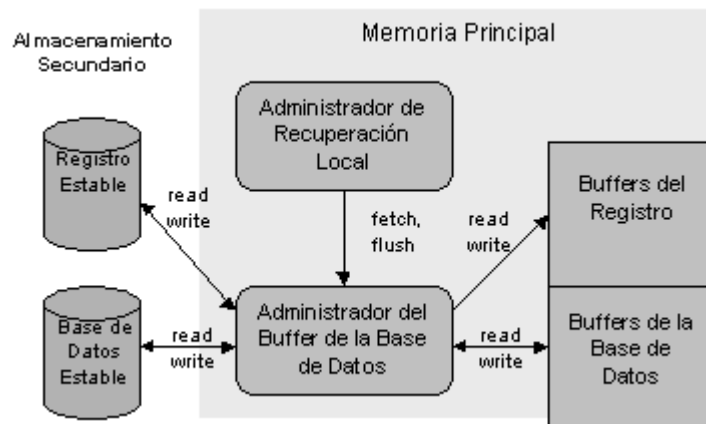 Almacenamiento
Secundario
Memoria Principal
Administrador de
Recuperación
Local
Registro
Estable
read
write
fetch,
flush
read
write
Buffers del
Registro
Base de
Datos
Estable
read
write
Administrador del
Buffer de la Base
de Datos
read
write
Buffers de la
Base de
Datos